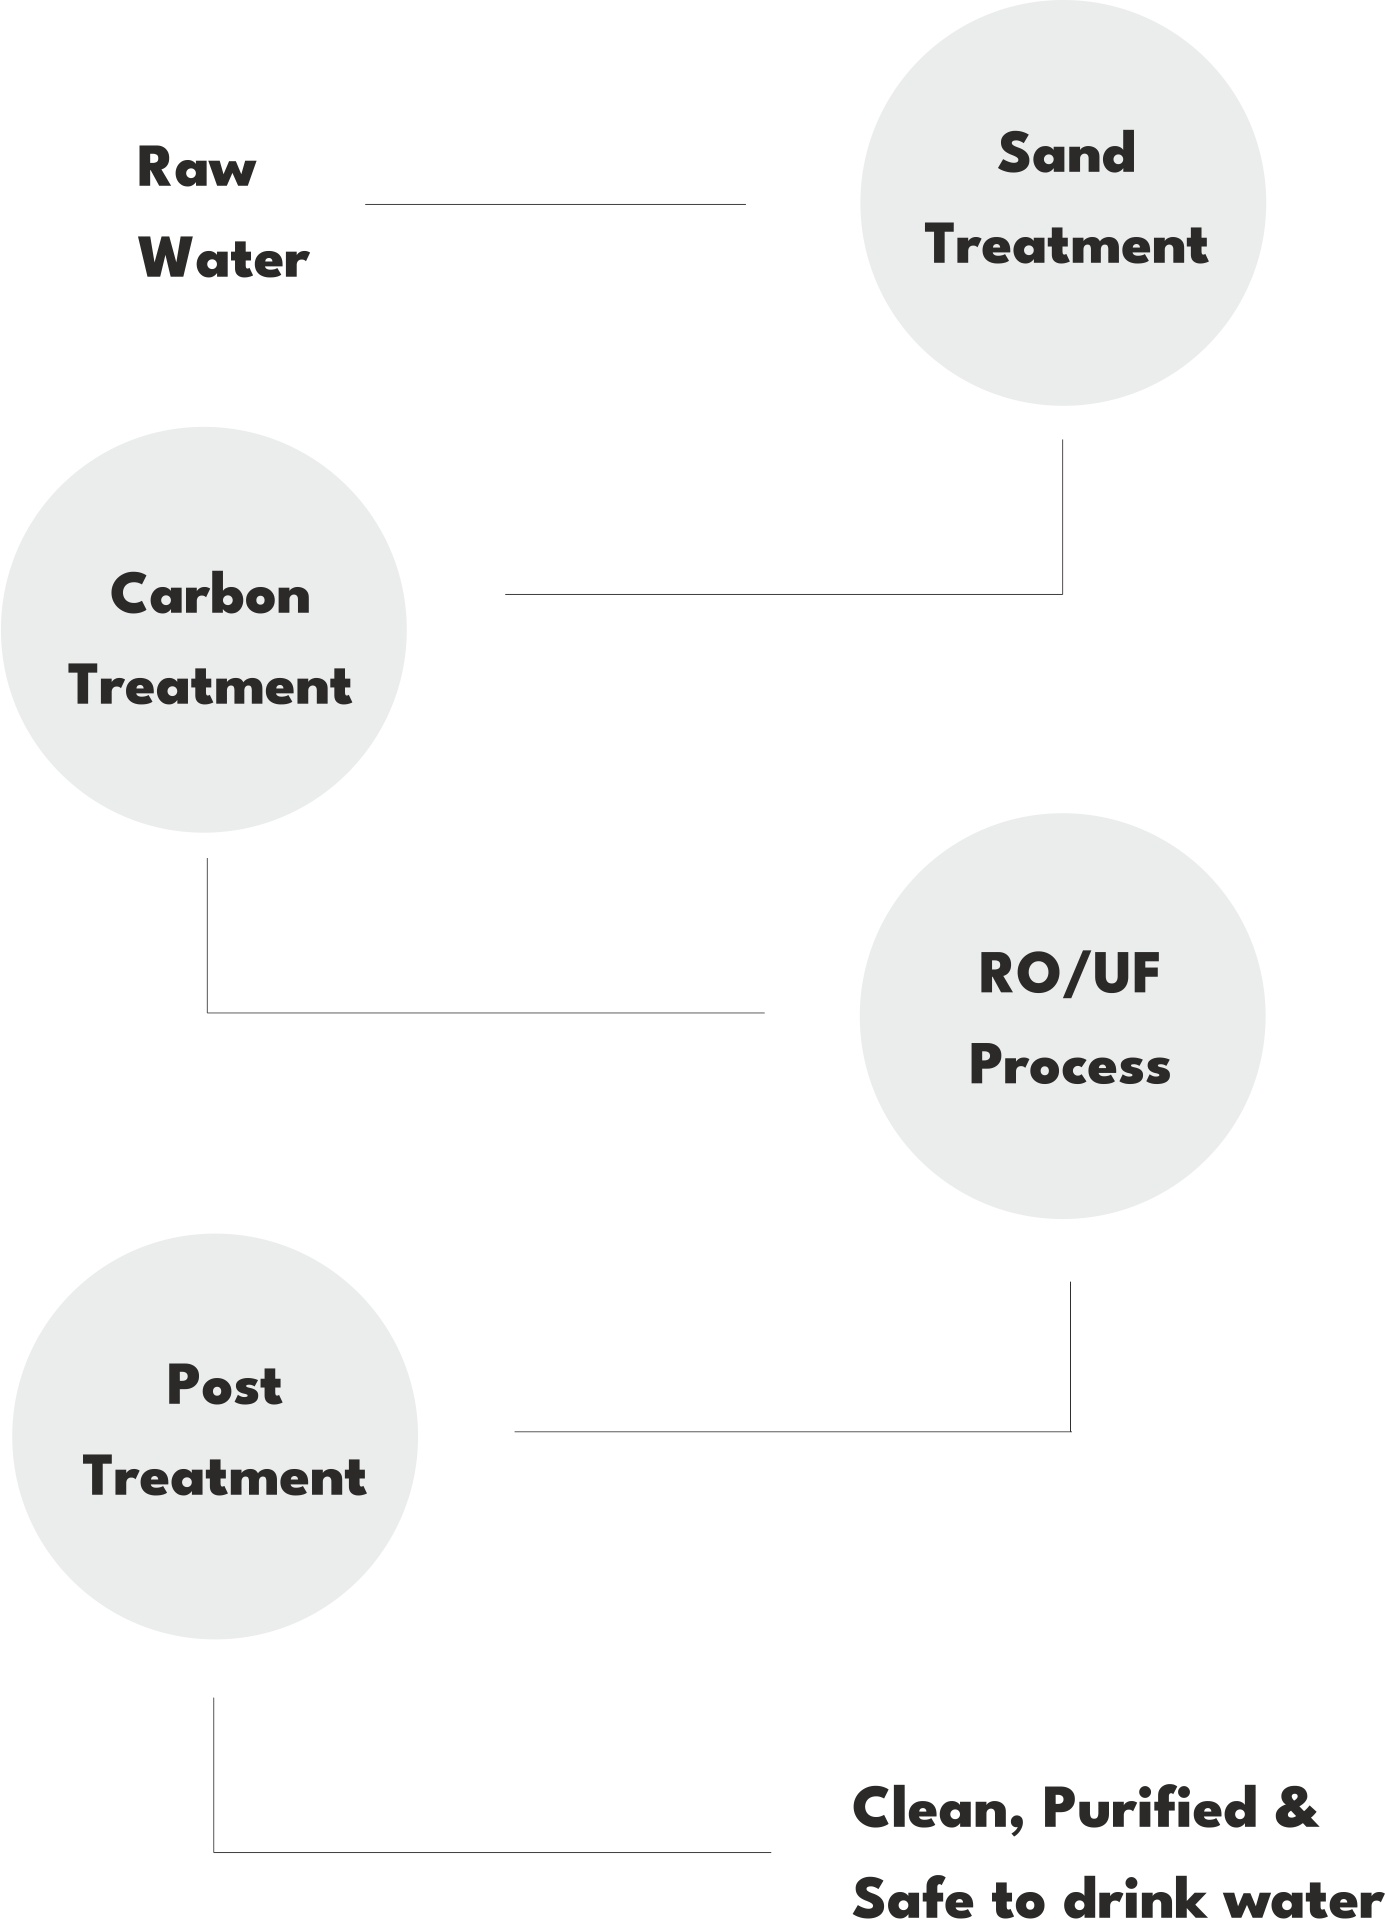 Raw
Water
Sand
Treatment
Carbon
Treatment
RO/UF
Process
Post
Treatment
Clean, Purified &
Safe to drink water